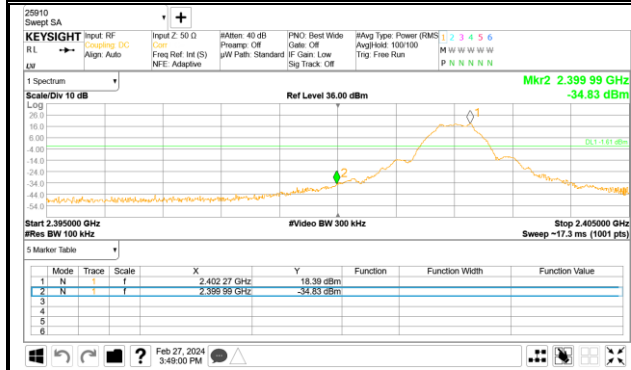 25910
Swept SA
+
KEYSIGHT Input: RF Input Z: 50 Ω #Atten: 40 dB PNO: Best Wide #Avg Type: Power (RMS 1 2 3 4 5 6
RL Coupling: DC Corr Preamp: Off Gate: Off Avg|Hold: 100/100 M W W W W W
Align: Auto Freq Ref: Int (S) µW Path: Standard IF Gain: Low Trig: Free Run P N N N N N
NFE: Adaptive Sig Track: Off
1 Spectrum Mkr2 2.399 99 GHz
Scale/Div 10 dB Ref Level 36.00 dBm -34.83 dBm
Log
26.0
16.0
6.00
-4.00
-14.0
-24.0
-34.0
-44.0
-54.0
1
2
DL1 -1.61 dBm
Start 2.395000 GHz #Video BW 300 kHz Stop 2.405000 GHz
#Res BW 100 kHz Sweep ~17.3 ms (1001 pts)
5 Marker Table
Mode Trace Scale X Y Function Function Width Function Value
1 N 1 f 2.402 27 GHz 18.39 dBm
2 N 1 f 2.399 99 GHz -34.83 dBm
3
4
5
6
? Feb 27, 2024
3:49:00 PM